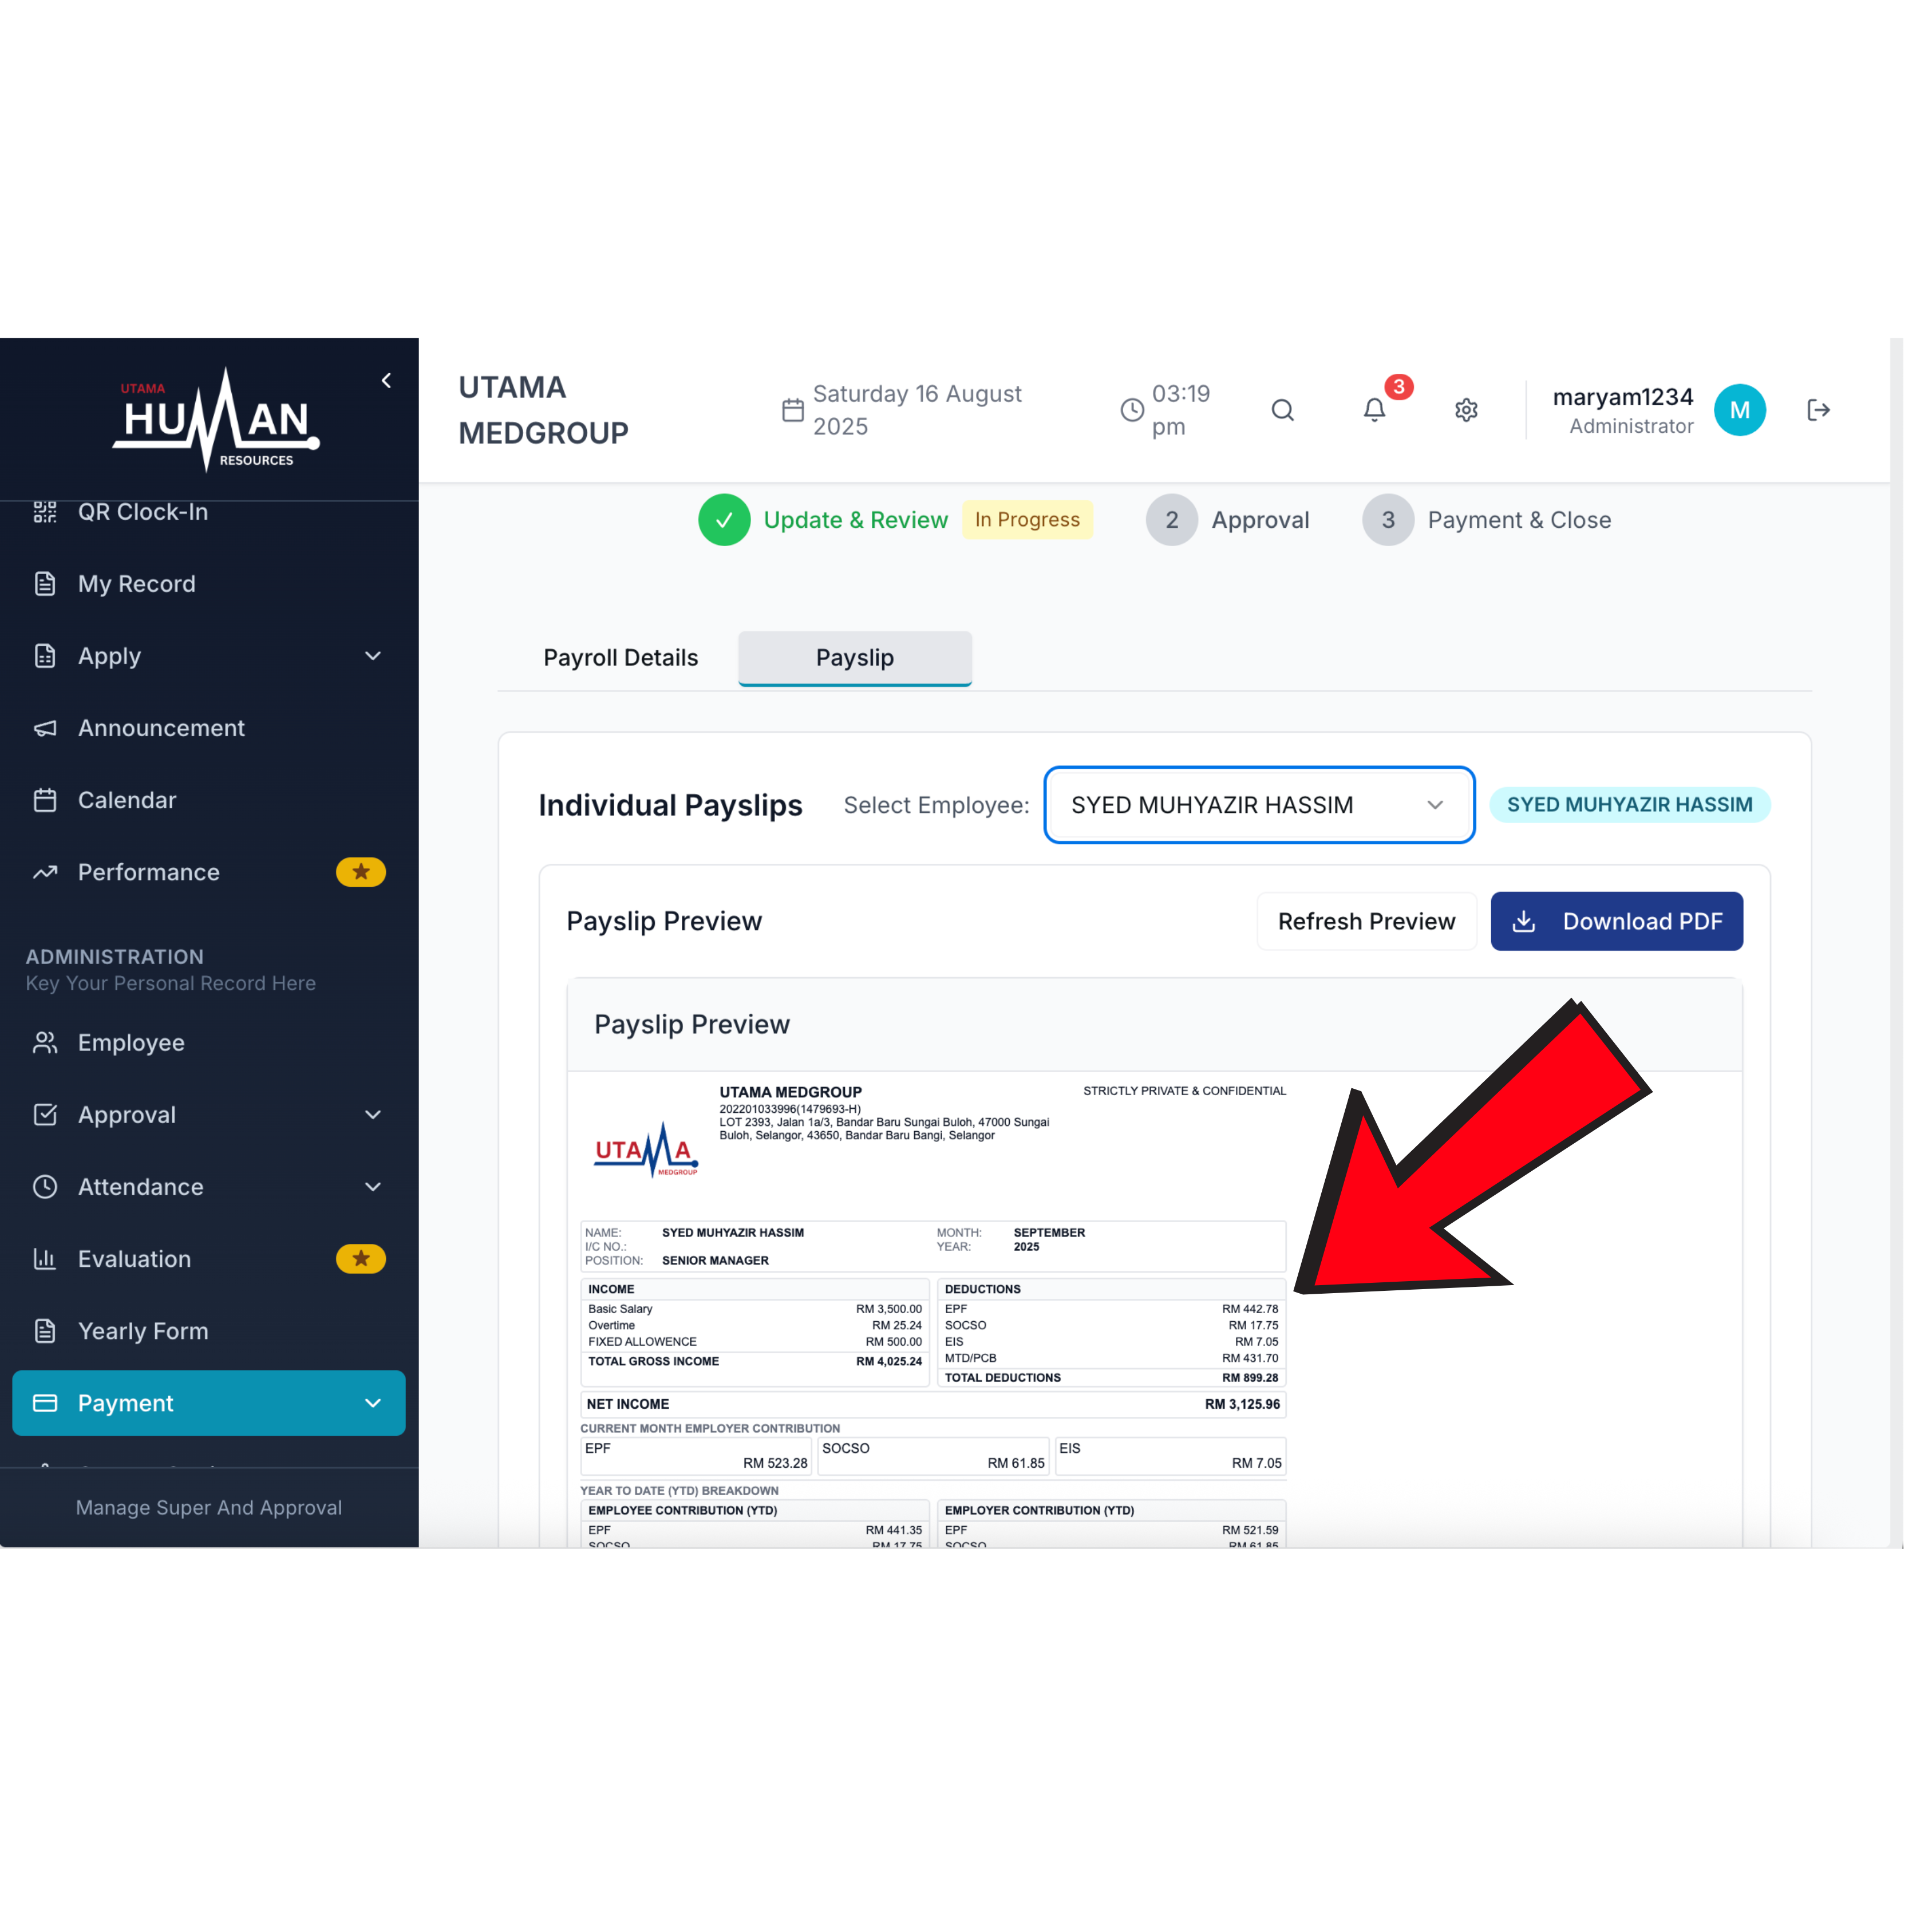 UTAMA
HUMAN
RESOURCES
QR Clock-In
My Record
Apply
Announcement
Calendar
Performance
ADMINISTRATION
Key Your Personal Record Here
Employee
Approval
Attendance
Evaluation
Yearly Form
Payment
Manage Super And Approval
UTAMA
MEDGROUP
Saturday 16 August
2025
03:19
pm
3
maryam1234
Administrator
M
Update & Review In Progress 2 Approval 3 Payment & Close
Payroll Details Payslip
Individual Payslips Select Employee: SYED MUHYAZIR HASSIM SYED MUHYAZIR HASSIM
Payslip Preview Refresh Preview Download PDF
Payslip Preview
UTAMA
MEDGROUP
UTAMA MEDGROUP STRICTLY PRIVATE & CONFIDENTIAL
202201033996(1479693-H)
LOT 2393, Jalan 1a/3, Bandar Baru Sungai Buloh, 47000 Sungai
Buloh, Selangor, 43650, Bandar Baru Bangi, Selangor
NAME: SYED MUHYAZIR HASSIM MONTH: SEPTEMBER
I/C NO.: YEAR: 2025
POSITION: SENIOR MANAGER
INCOME DEDUCTIONS
Basic Salary RM 3,500.00 EPF RM 442.78
Overtime RM 25.24 SOCSO RM 17.75
FIXED ALLOWENCE RM 500.00 EIS RM 7.05
TOTAL GROSS INCOME RM 4,025.24 MTD/PCB RM 431.70
TOTAL DEDUCTIONS RM 899.28
NET INCOME RM 3,125.96
CURRENT MONTH EMPLOYER CONTRIBUTION
EPF RM 523.28 SOCSO RM 61.85 EIS RM 7.05
YEAR TO DATE (YTD) BREAKDOWN
EMPLOYEE CONTRIBUTION (YTD) EMPLOYER CONTRIBUTION (YTD)
EPF RM 441.35 EPF RM 521.59
SOCSO RM 17.75 SOCSO RM 61.85